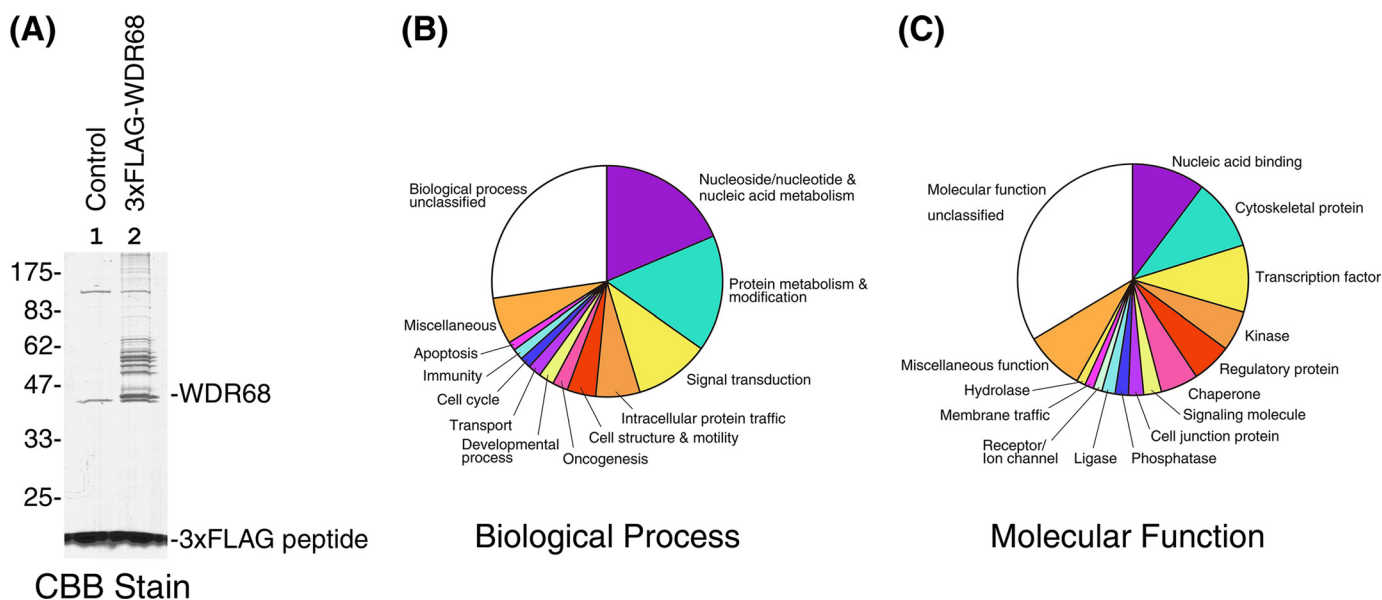 (A)
Control
3xFLAG-WDR68
1 2
175-
83-
62-
47-
33-
25-
-WDR68
-3xFLAG peptide
CBB Stain
(B)
Nucleoside/nucleotide &
nucleic acid metabolism
Protein metabolism &
modification
Signal transduction
Intracellular protein traffic
Cell structure & motility
Oncogenesis
Developmental
process
Transport
Cell cycle
Immunity
Apoptosis
Miscellaneous
Biological process
unclassified
Biological Process
(C)
Nucleic acid binding
Cytoskeletal protein
Transcription factor
Kinase
Regulatory protein
Chaperone
Signaling molecule
Cell junction protein
Phosphatase
Ligase
Receptor/
Ion channel
Membrane traffic
Hydrolase
Miscellaneous function
Molecular function
unclassified
Molecular Function